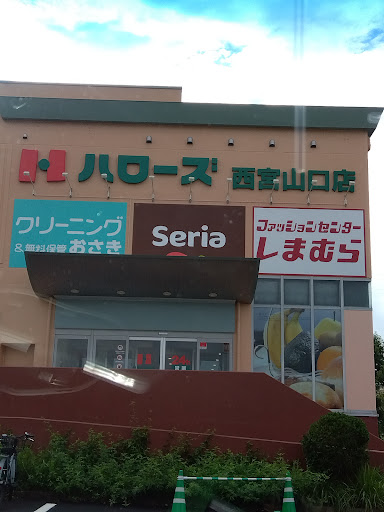 ハローズ 西宮山口店
クリーニング
&無料保管 おさき
Seria
ファッションセンター
しまむら
24h